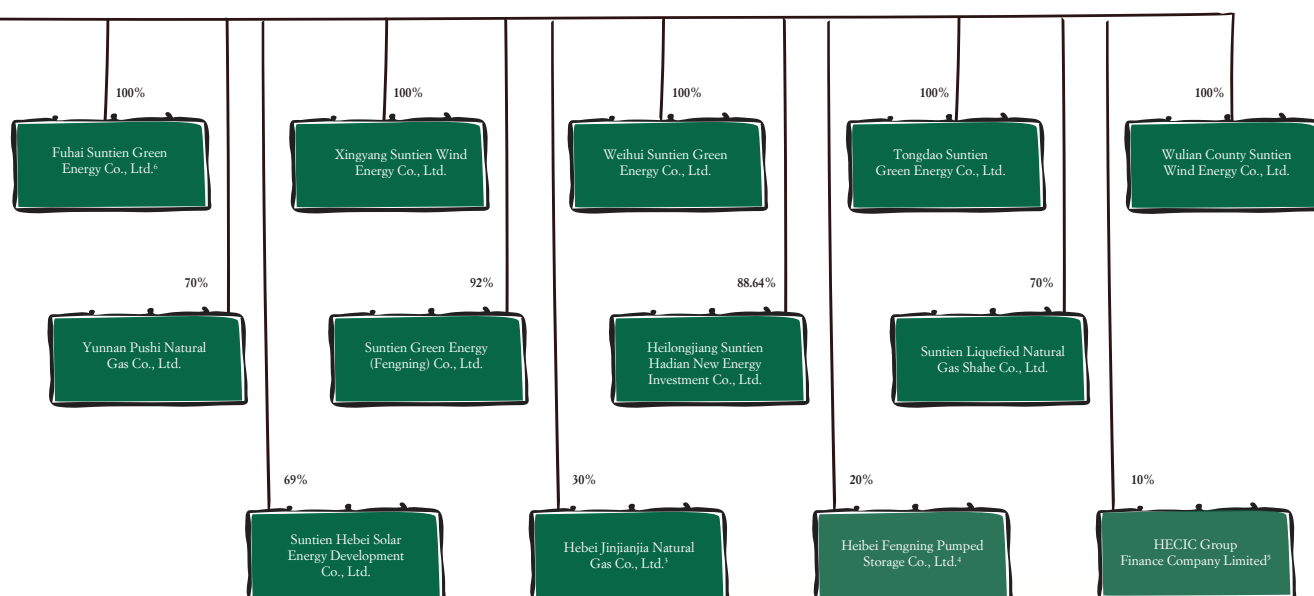 100%
100%
100%
100%
100%
Fuhai Suntien Green
Energy Co., Ltd.⁶
Xingyang Suntien Wind
Energy Co., Ltd.
Weihui Suntien Green
Energy Co., Ltd.
Tongdao Suntien
Green Energy Co., Ltd.
Wulian County Suntien
Wind Energy Co., Ltd.
70%
92%
88.64%
70%
Yunnan Pushi Natural
Gas Co., Ltd.
Suntien Green Energy
(Fengning) Co., Ltd.
Heilongjiang Suntien
Hadian New Energy
Investment Co., Ltd.
Suntien Liquefied Natural
Gas Shahe Co., Ltd.
69%
30%
20%
10%
Suntien Hebei Solar
Energy Development
Co., Ltd.
Hebei Jinjianjia Natural
Gas Co., Ltd.³
Heibei Fengning Pumped
Storage Co., Ltd.⁴
HECIC Group
Finance Company Limited⁵